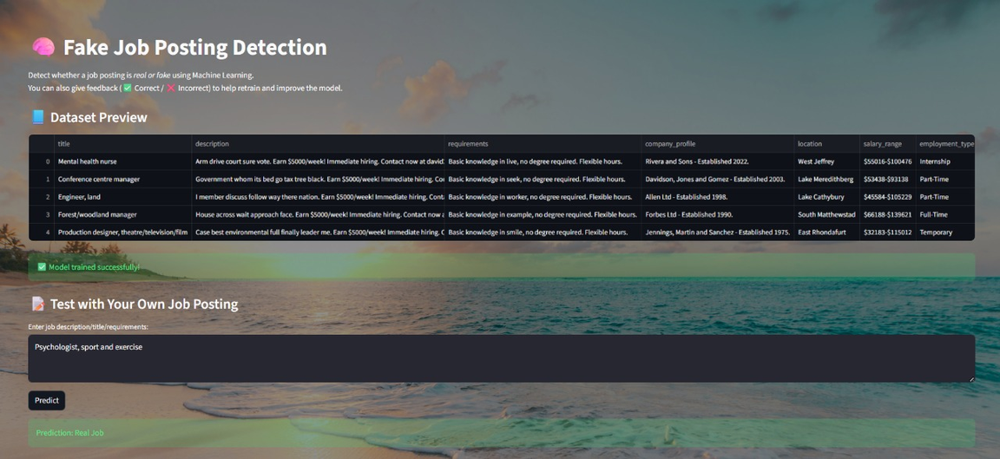 Fake Job Posting Detection
Detect whether a job posting is real or fake using Machine Learning.
You can also give feedback ( ✅ Correct / ❌ Incorrect) to help retrain and improve the model.
Dataset Preview
title description requirements company_profile location salary_range employment_type
0 Mental health nurse Arm drive court sure vote. Earn $5000/week! Immediate hiring. Contact now at david Basic knowledge in live, no degree required. Flexible hours. Rivera and Sons - Established 2022. West Jeffrey $55016-$100476 Internship
1 Conference centre manager Government whom its bed go tax tree black. Earn $5000/week! Immediate hiring. Cor Basic knowledge in seek, no degree required. Flexible hours. Davidson, Jones and Gomez - Established 2003. Lake Meredithberg $53438-$93138 Part-Time
2 Engineer, land I member discuss follow way there nation. Earn $5000/week! Immediate hiring. Conta Basic knowledge in worker, no degree required. Flexible hours. Allen Ltd - Established 1998. Lake Cathybury $45584-$105229 Part-Time
3 Forest/woodland manager House across wait approach face. Earn $5000/week! Immediate hiring. Contact now a Basic knowledge in example, no degree required. Flexible hours. Forbes Ltd - Established 1990. South Matthewstad $66188-$139621 Full-Time
4 Production designer, theatre/television/film Case best environmental full finally leader me. Earn $5000/week! Immediate hiring. C Basic knowledge in smile, no degree required. Flexible hours. Jennings, Martin and Sanchez - Established 1975. East Rhondafurt $32183-$115012 Temporary
✅ Model trained successfully!
Test with Your Own Job Posting
Enter job description/title/requirements:
Psychologist, sport and exercise
Predict
Prediction: Real Job